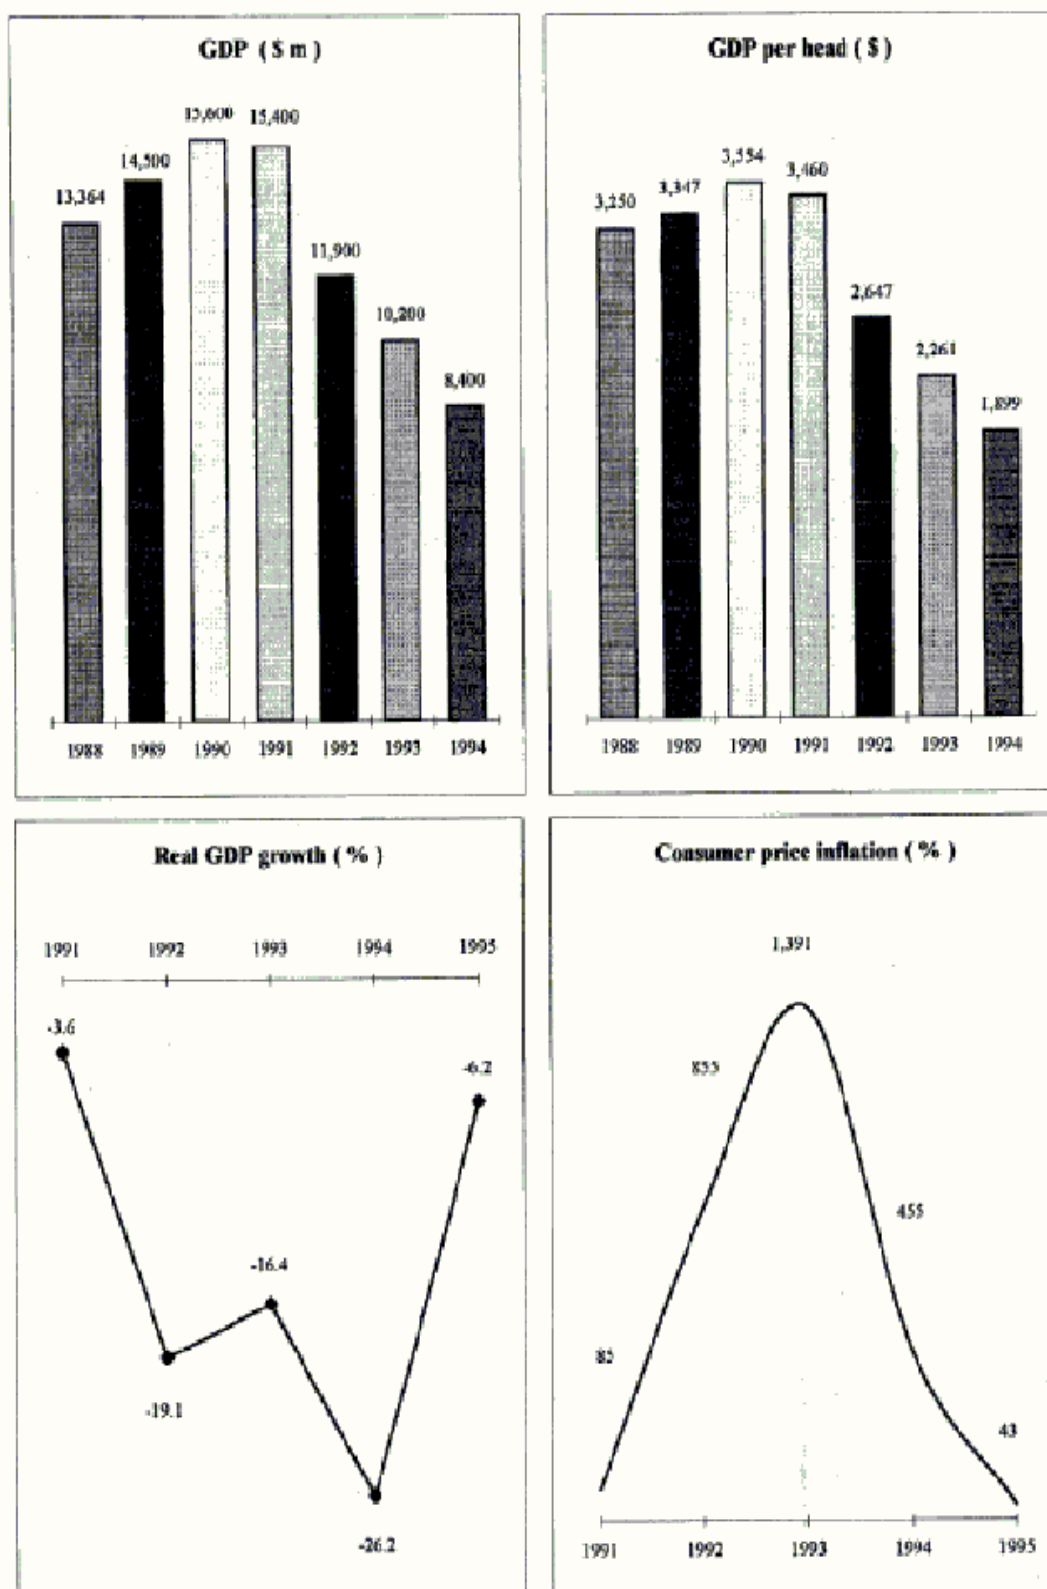 GDP ( $ m )
15,600 15,400
14,500
13,364
11,900
10,200
8,400
1988 1989 1990 1991 1992 1993 1994
GDP per head ( $ )
3,554
3,460
3,347
3,250
2,647
2,261
1,899
1988 1989 1990 1991 1992 1993 1994
Real GDP growth ( % )
1991 1992 1993 1994 1995
-3.6
-6.2
-16.4
-19.1
-26.2
Consumer price inflation ( % )
1,391
455
85
43
1991 1992 1993 1994 1995